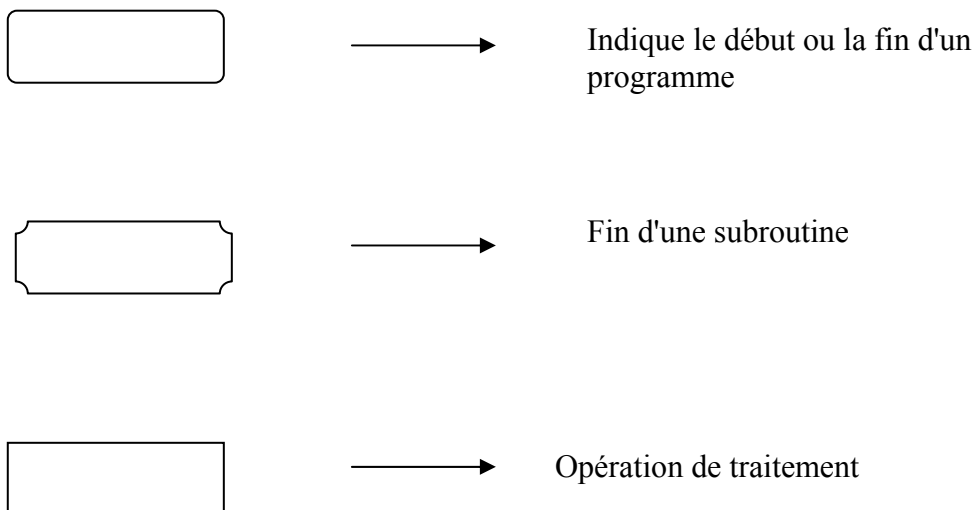 Indique le début ou la fin d'un
programme
Fin d'une subroutine
Opération de traitement